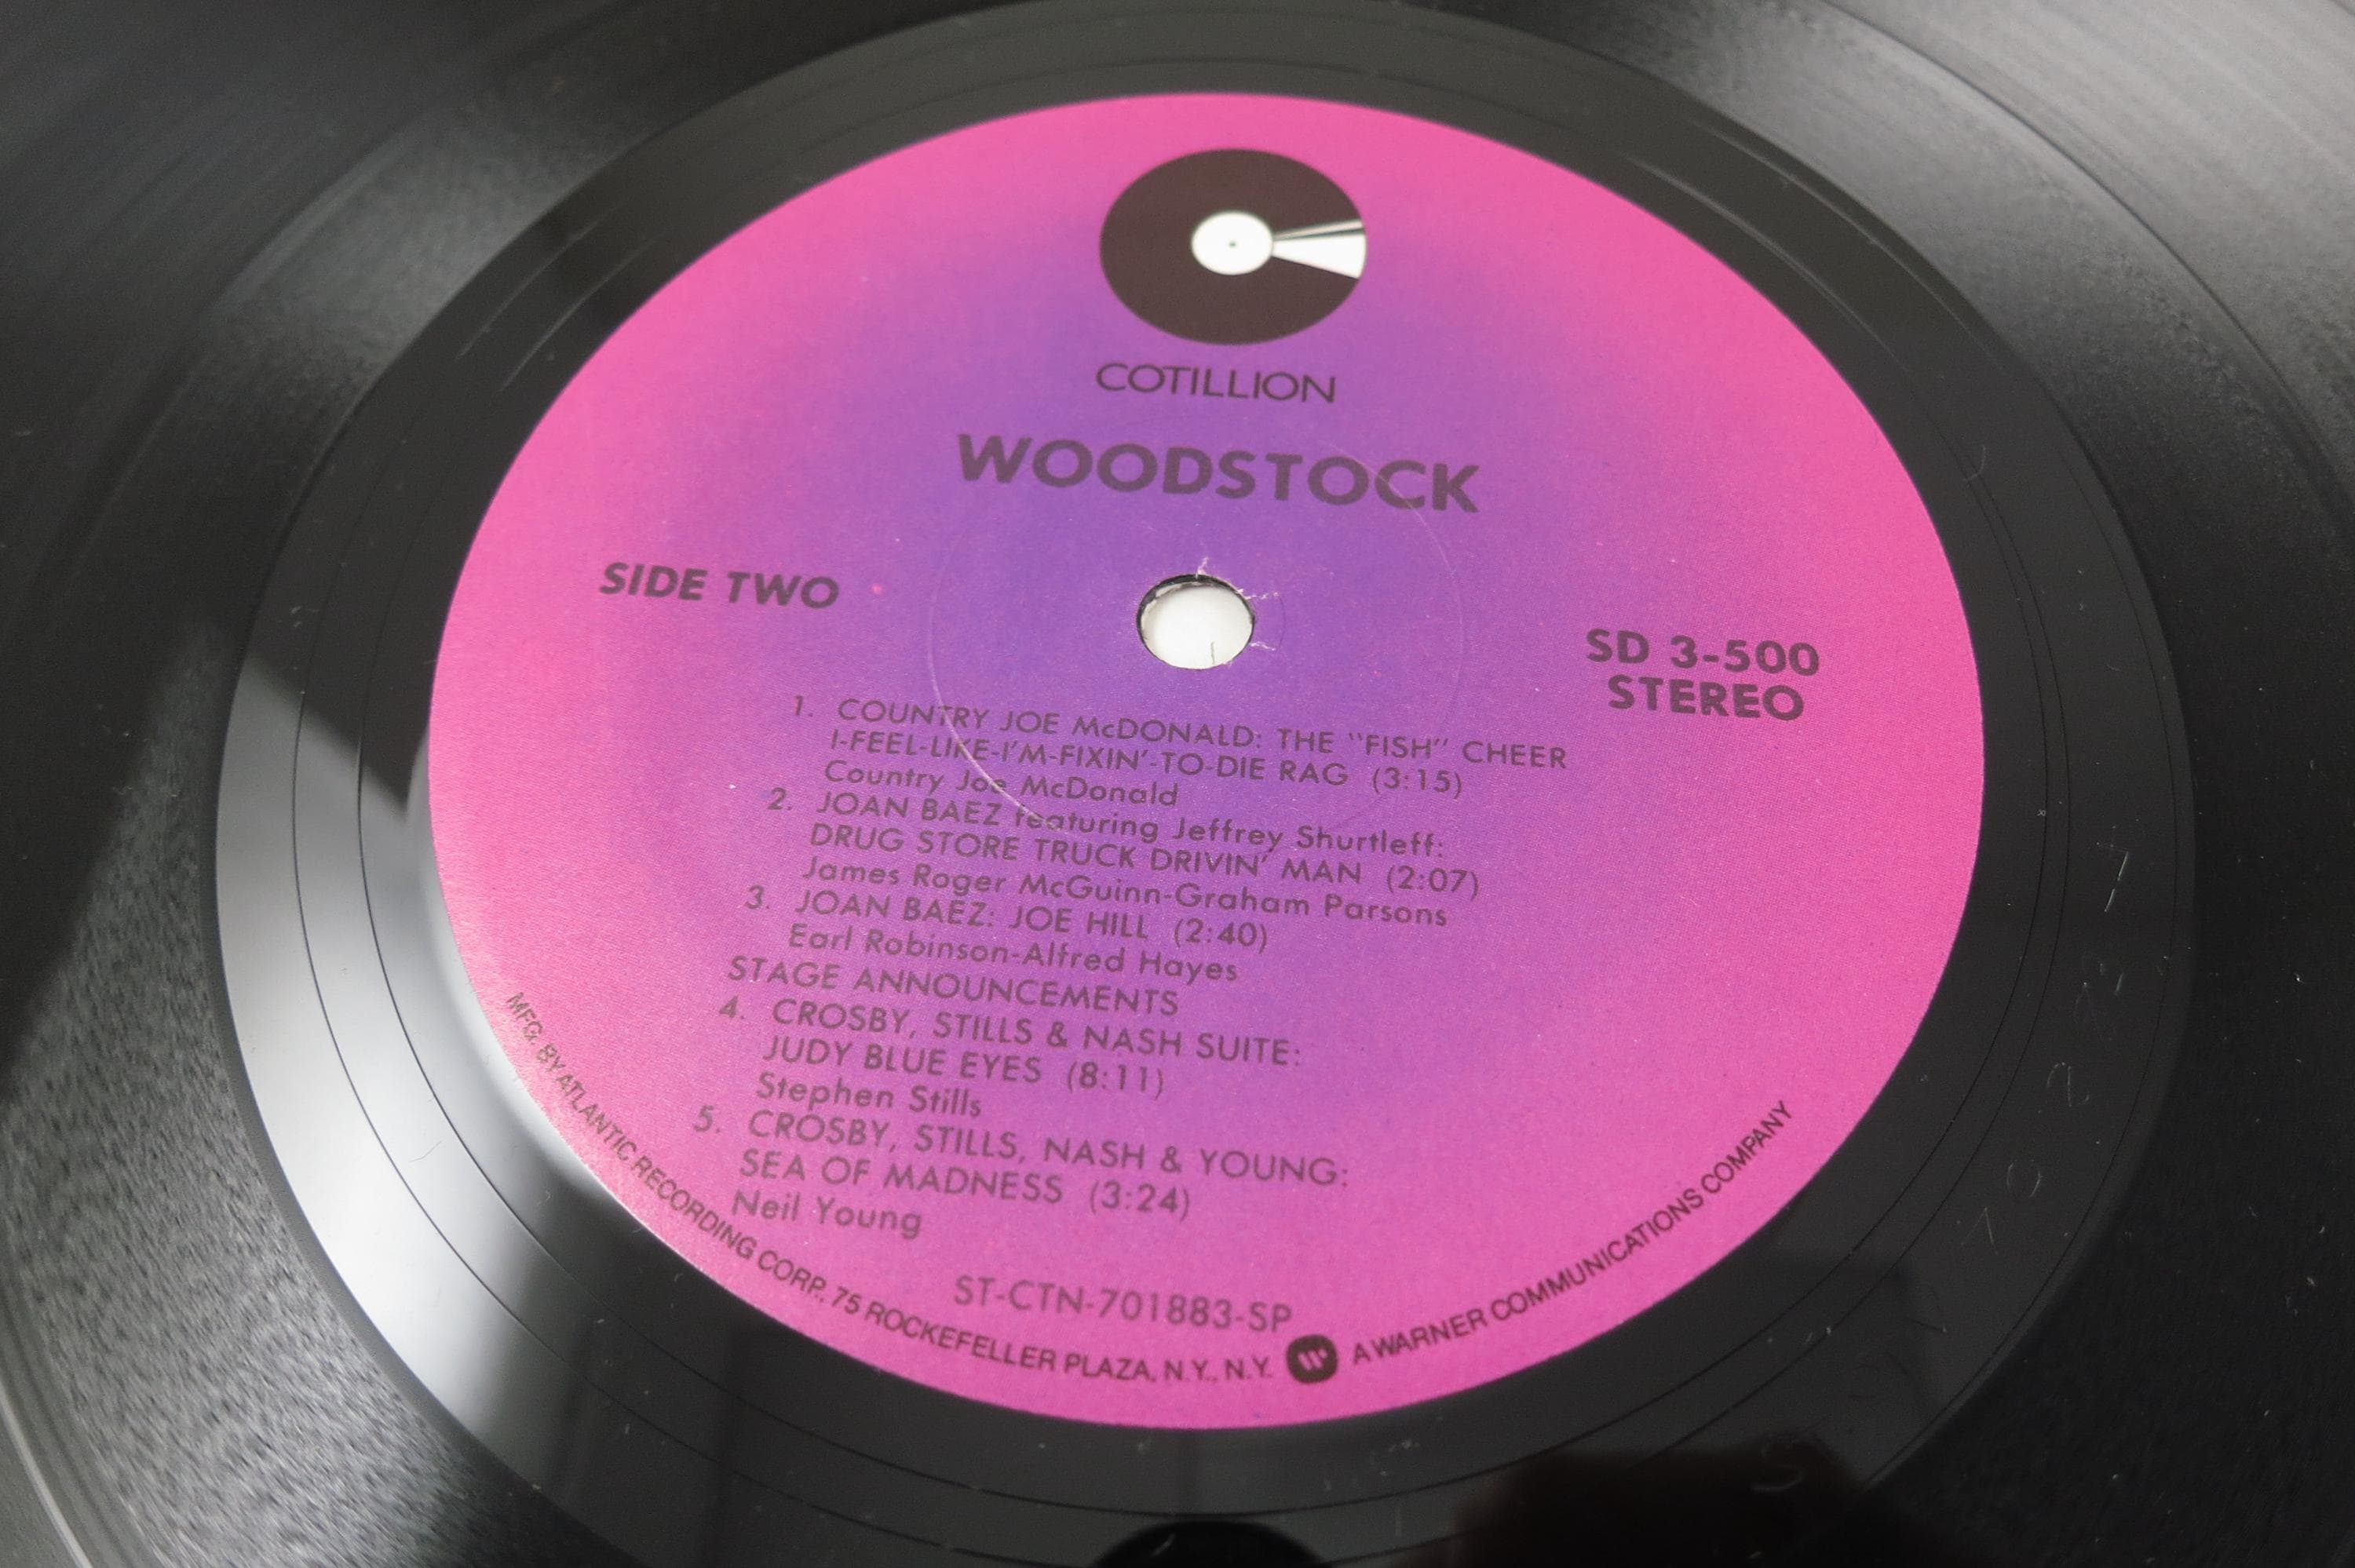 COTILLION
WOODSTOCK
SIDE TWO
SD 3-500
STEREO
1. COUNTRY JOE McDONALD: THE "FISH" CHEER
I-FEEL-LIKE-I'M-FIXIN'-TO-DIE RAG (3:15)
Country Joe McDonald
2. JOAN BAEZ featuring Jeffrey Shurtleff:
DRUG STORE TRUCK DRIVIN' MAN (2:07)
James Roger McGuinn-Graham Parsons
3. JOAN BAEZ: JOE HILL (2:40)
Earl Robinson-Alfred Hayes
STAGE ANNOUNCEMENTS
4. CROSBY, STILLS & NASH SUITE:
JUDY BLUE EYES (8:11)
Stephen Stills
5. CROSBY, STILLS, NASH & YOUNG:
SEA OF MADNESS (3:24)
Neil Young
ST-CTN-701883-SP
MFG. BY ATLANTIC RECORDING CORP., 75 ROCKEFELLER PLAZA, N.Y., N.Y. W A WARNER COMMUNICATIONS COMPANY